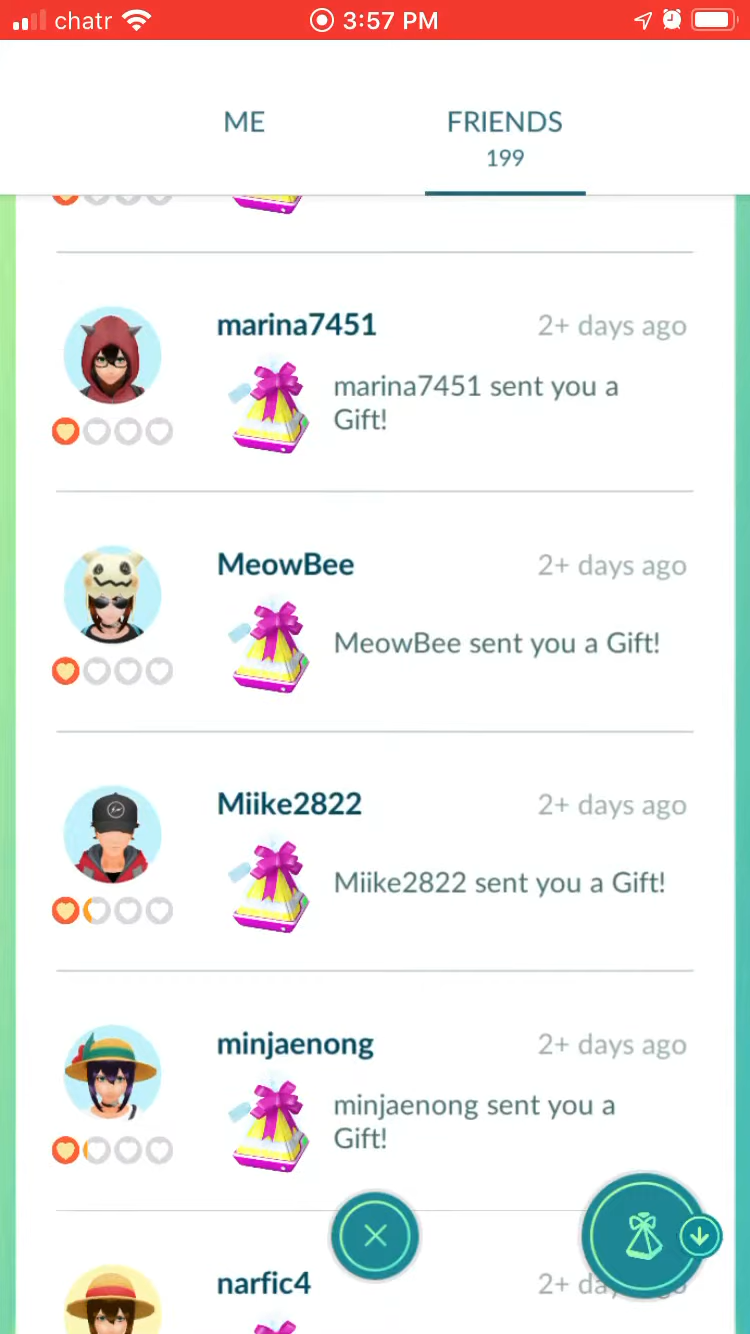 chatr 3:57 PM
ME FRIENDS
199
marina7451 2+ days ago
marina7451 sent you a
Gift!
MeowBee 2+ days ago
MeowBee sent you a Gift!
Miike2822 2+ days ago
Miike2822 sent you a Gift!
minjaenong 2+ days ago
minjaenong sent you a
Gift!
narfic4 2+